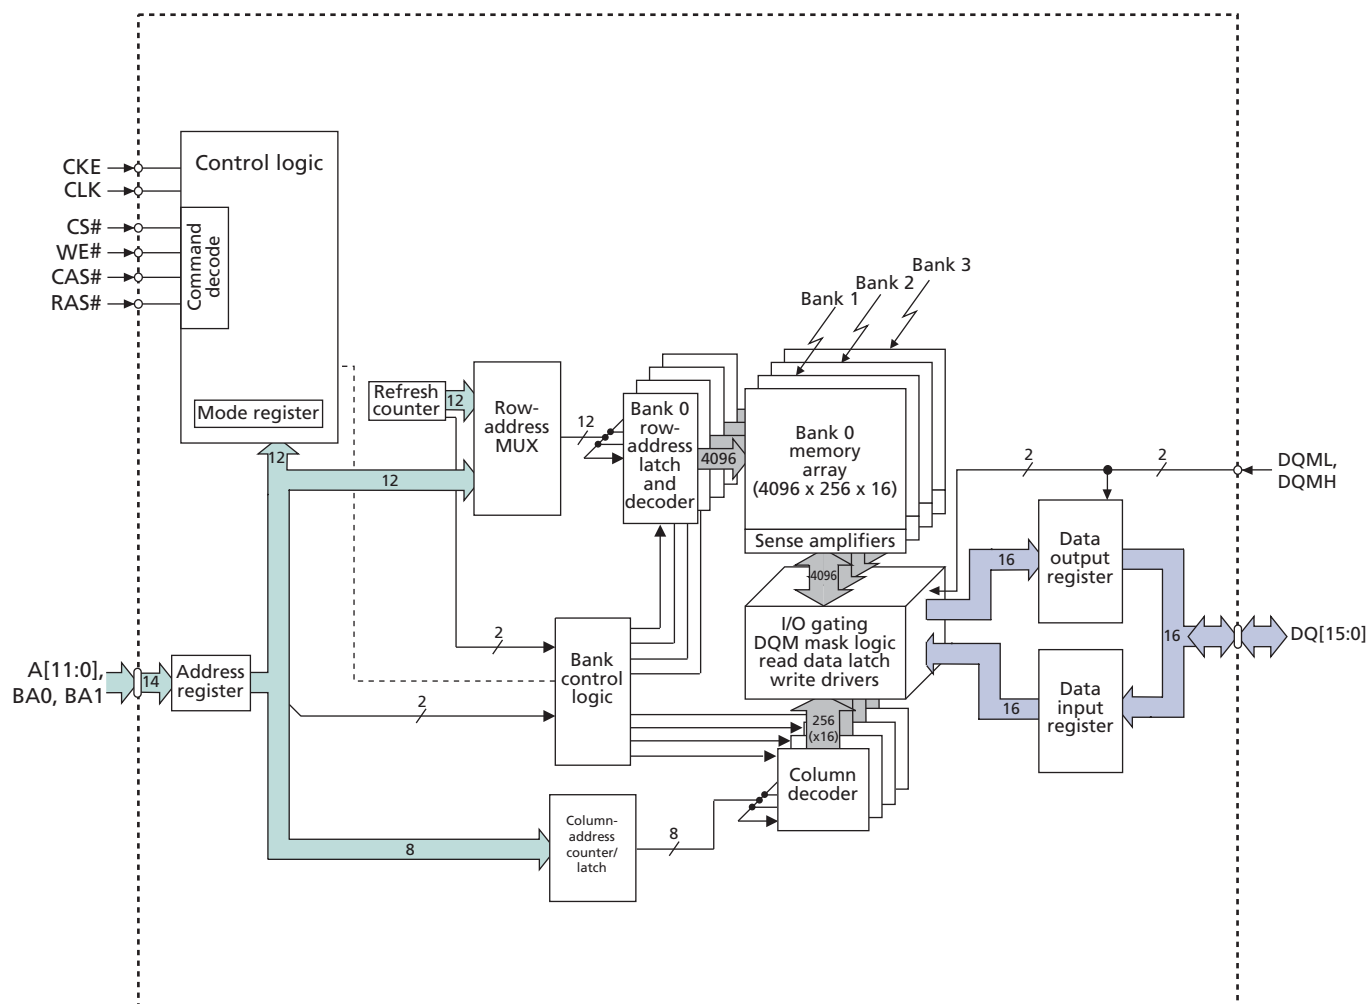 CKE
CLK
CS#
WE#
CAS#
RAS#
Control logic
Command
decode
Mode register
12
Refresh
counter
12
12
Row-
address
MUX
12
Bank 0
row-
address
latch
and
decoder
4096
Bank 1
Bank 2
Bank 3
Bank 0
memory
array
(4096 x 256 x 16)
Sense amplifiers
4096
I/O gating
DQM mask logic
read data latch
write drivers
2
2
DQML,
DQMH
Data
output
register
16
16
DQ[15:0]
Data
input
register
16
A[11:0],
BA0, BA1
14
Address
register
2
2
Bank
control
logic
256
(x16)
Column
decoder
8
Column-
address
counter/
latch
8